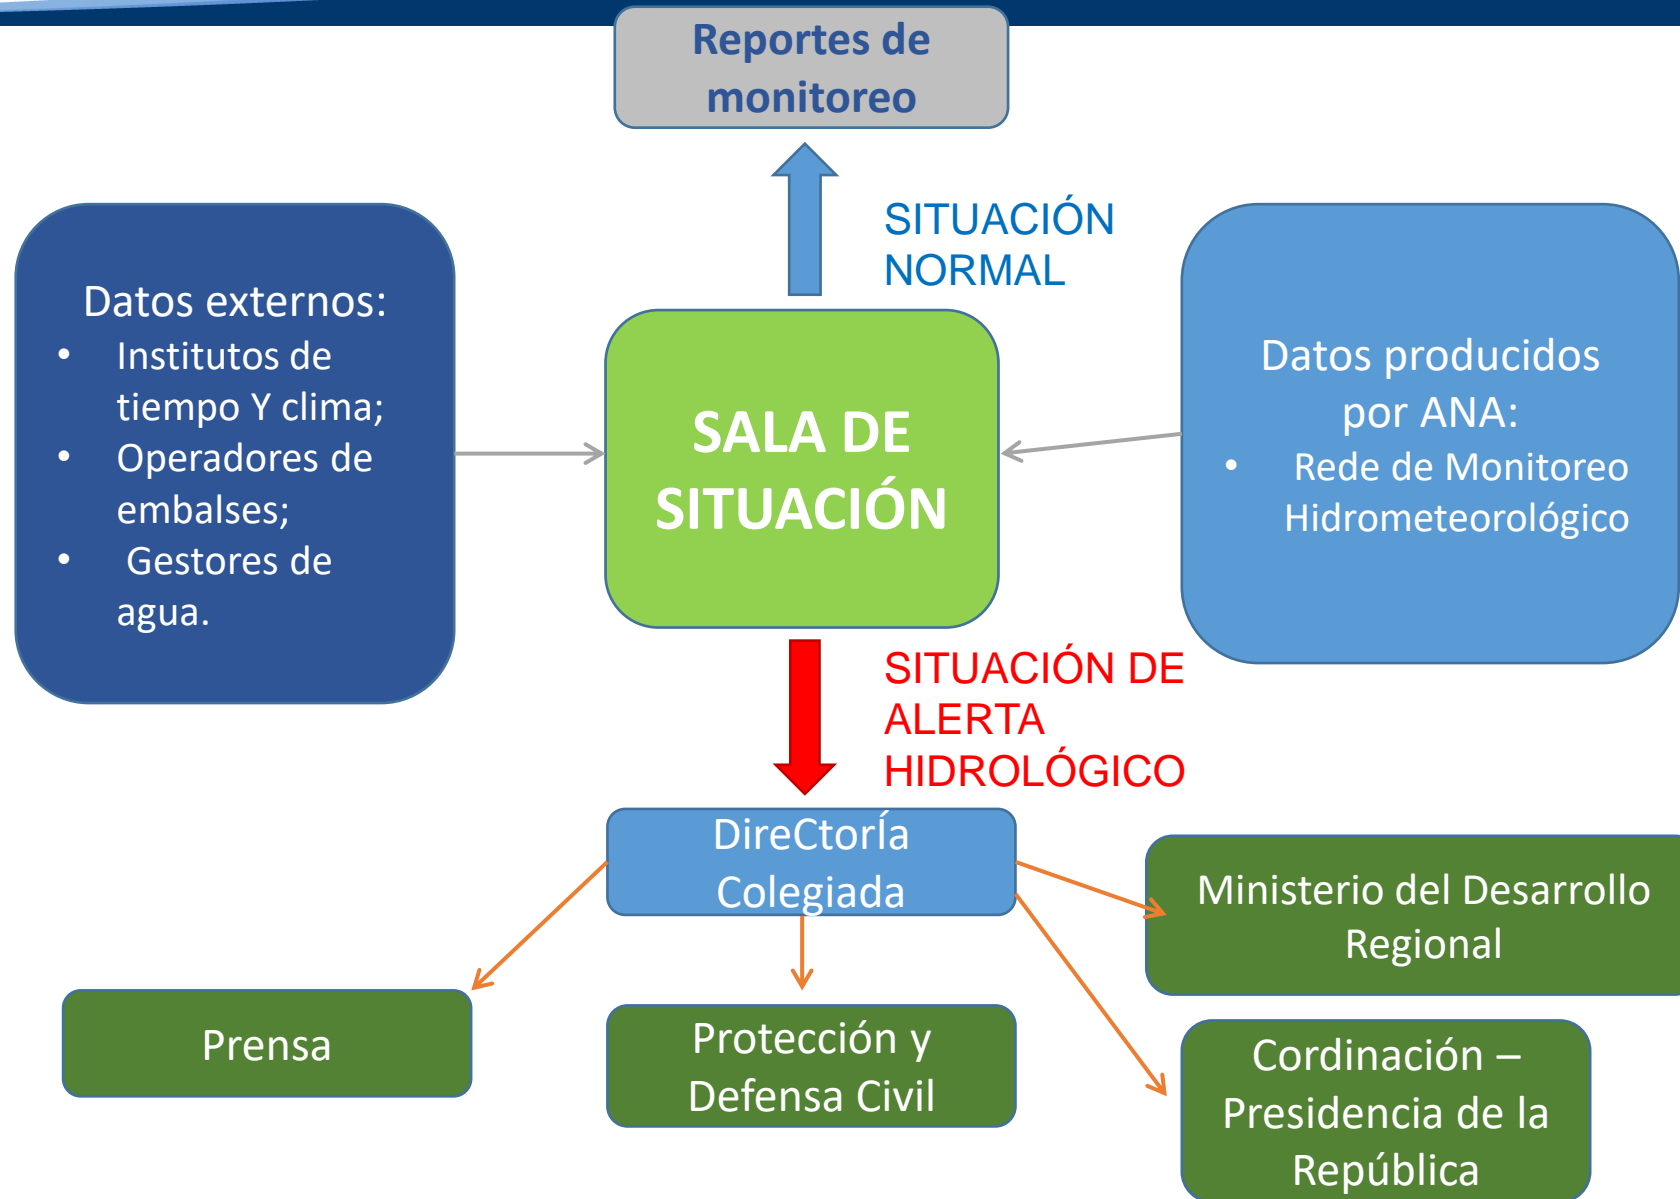 Reportes de
monitoreo
SITUACIÓN
NORMAL
Datos externos:
• Institutos de
tiempo Y clima;
• Operadores de
embalses;
• Gestores de
agua.
SALA DE
SITUACIÓN
Datos producidos
por ANA:
• Rede de Monitoreo
Hidrometeorológico
SITUACIÓN DE
ALERTA
HIDROLÓGICO
DireCtorÍa
Colegiada
Ministerio del Desarrollo
Regional
Prensa
Protección y
Defensa Civil
Cordinación –
Presidencia de la
República